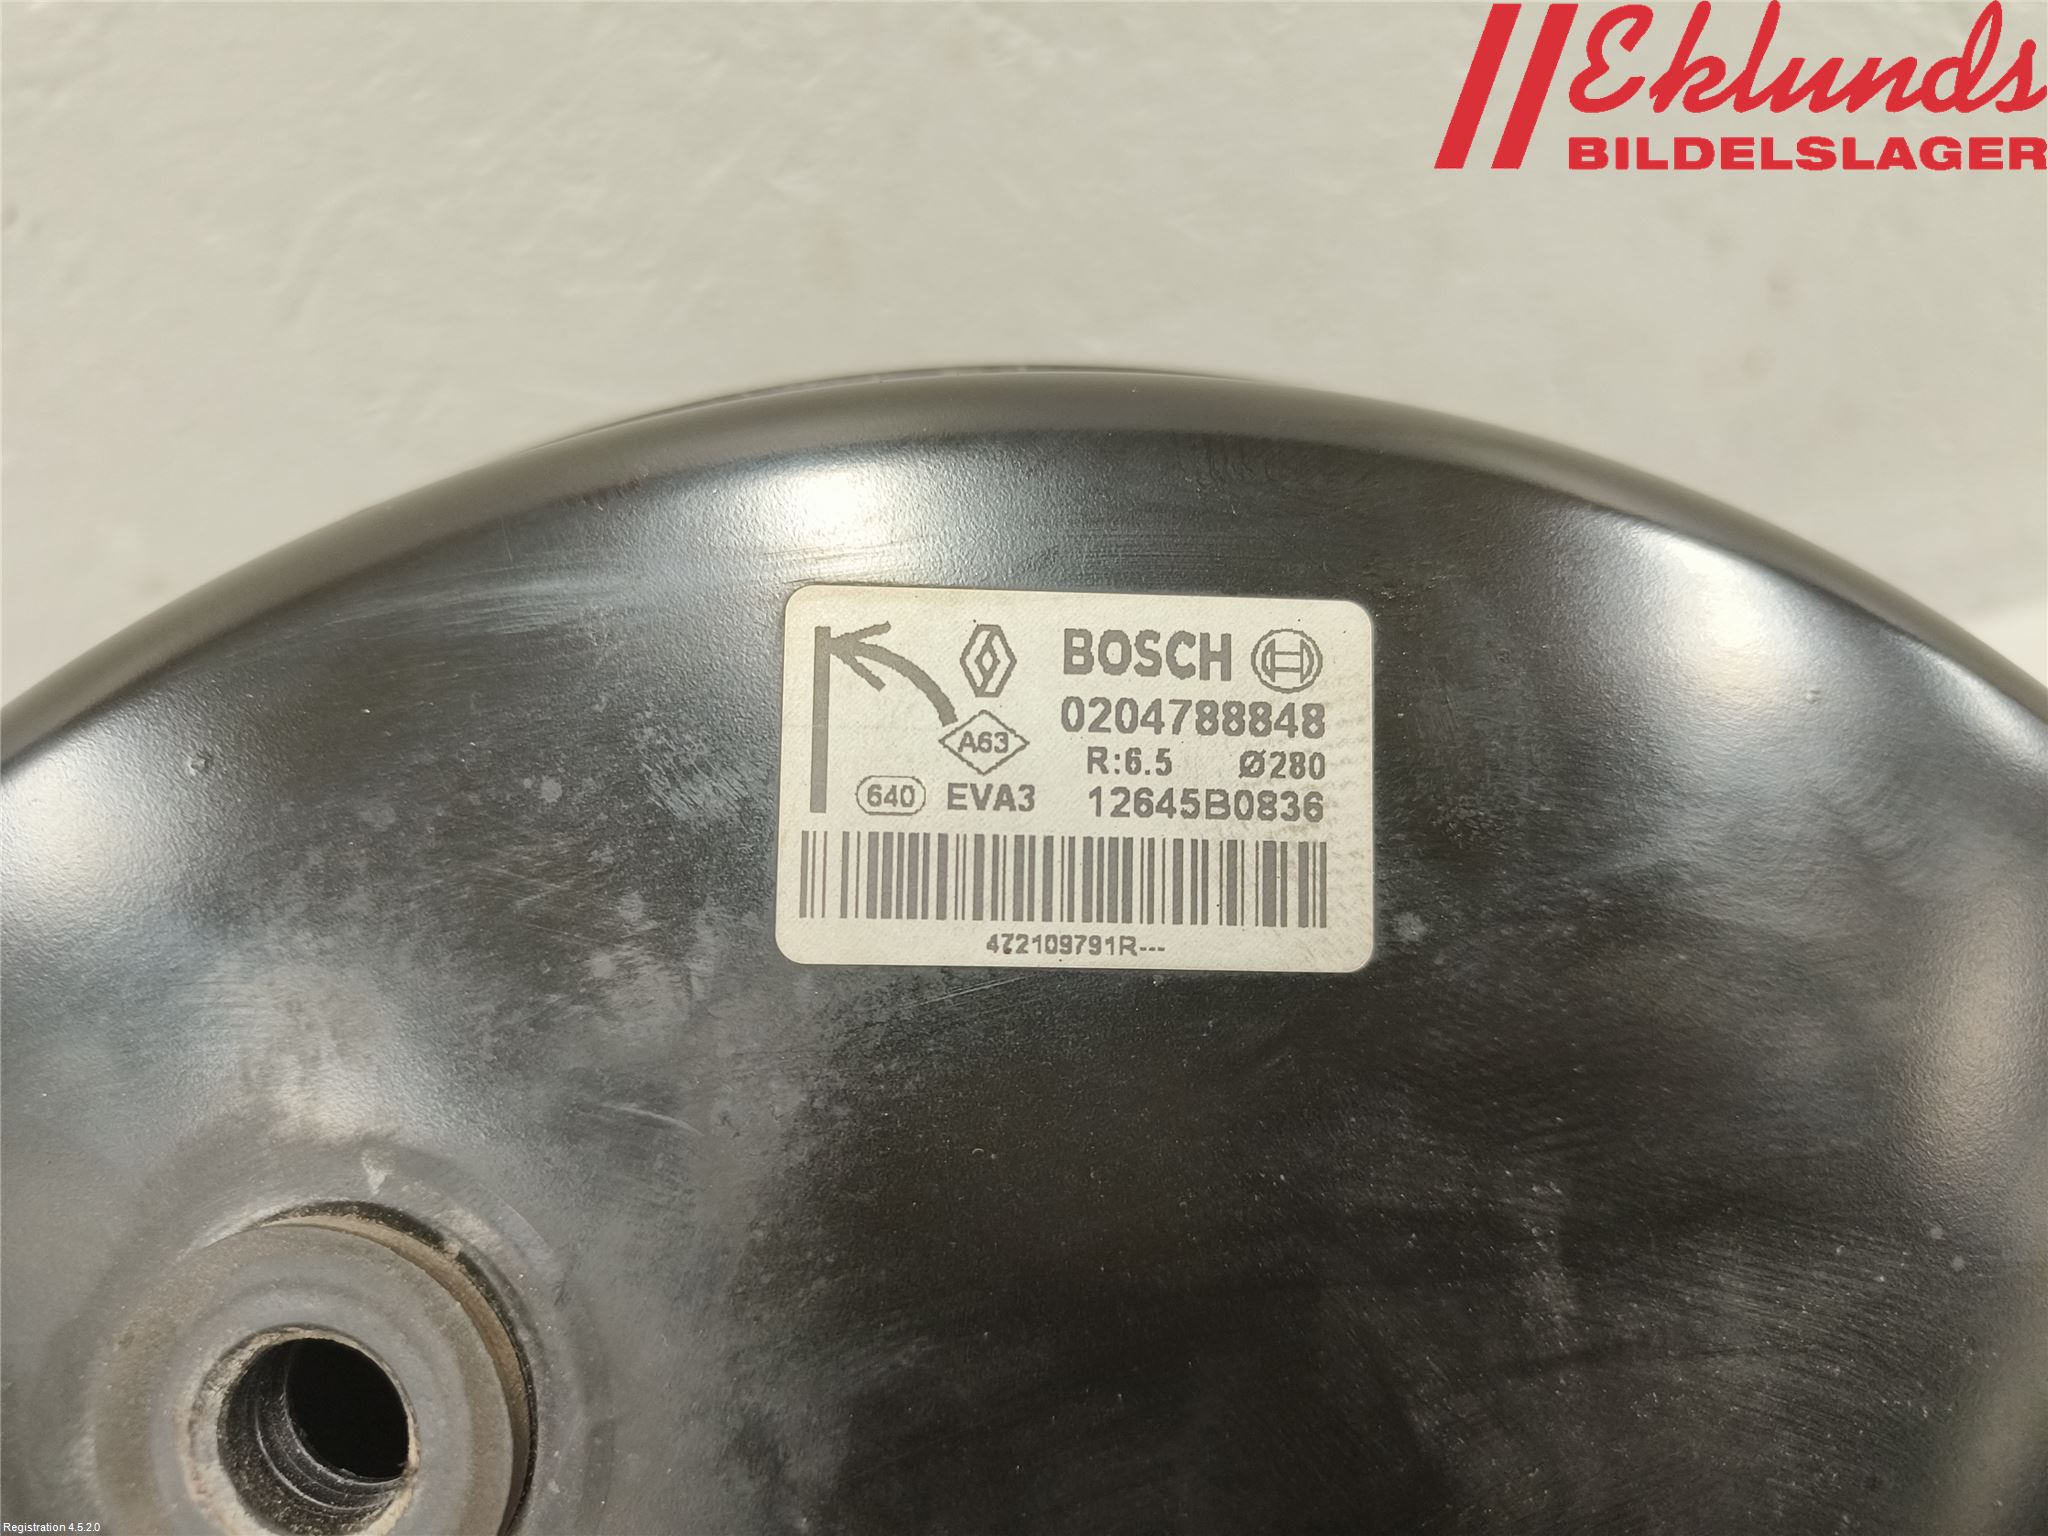 Eklunds
BILDELSLAGER
BOSCH
0204788848
A63
R:6.5 Ø280
640 EVA3 12645B0836
472109791R---
Registration 4.5.2.0